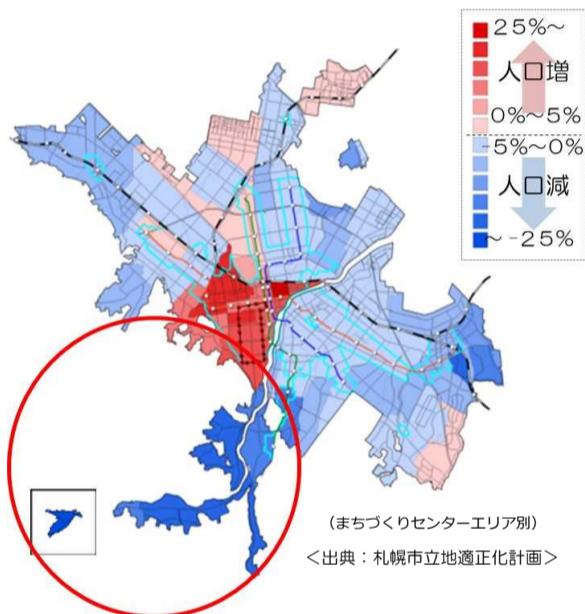 25%~
人口増
0%~5%
-5%~0%
人口減
~-25%
(まちづくりセンターエリア別)
<出典:札幌市立地適正化計画>